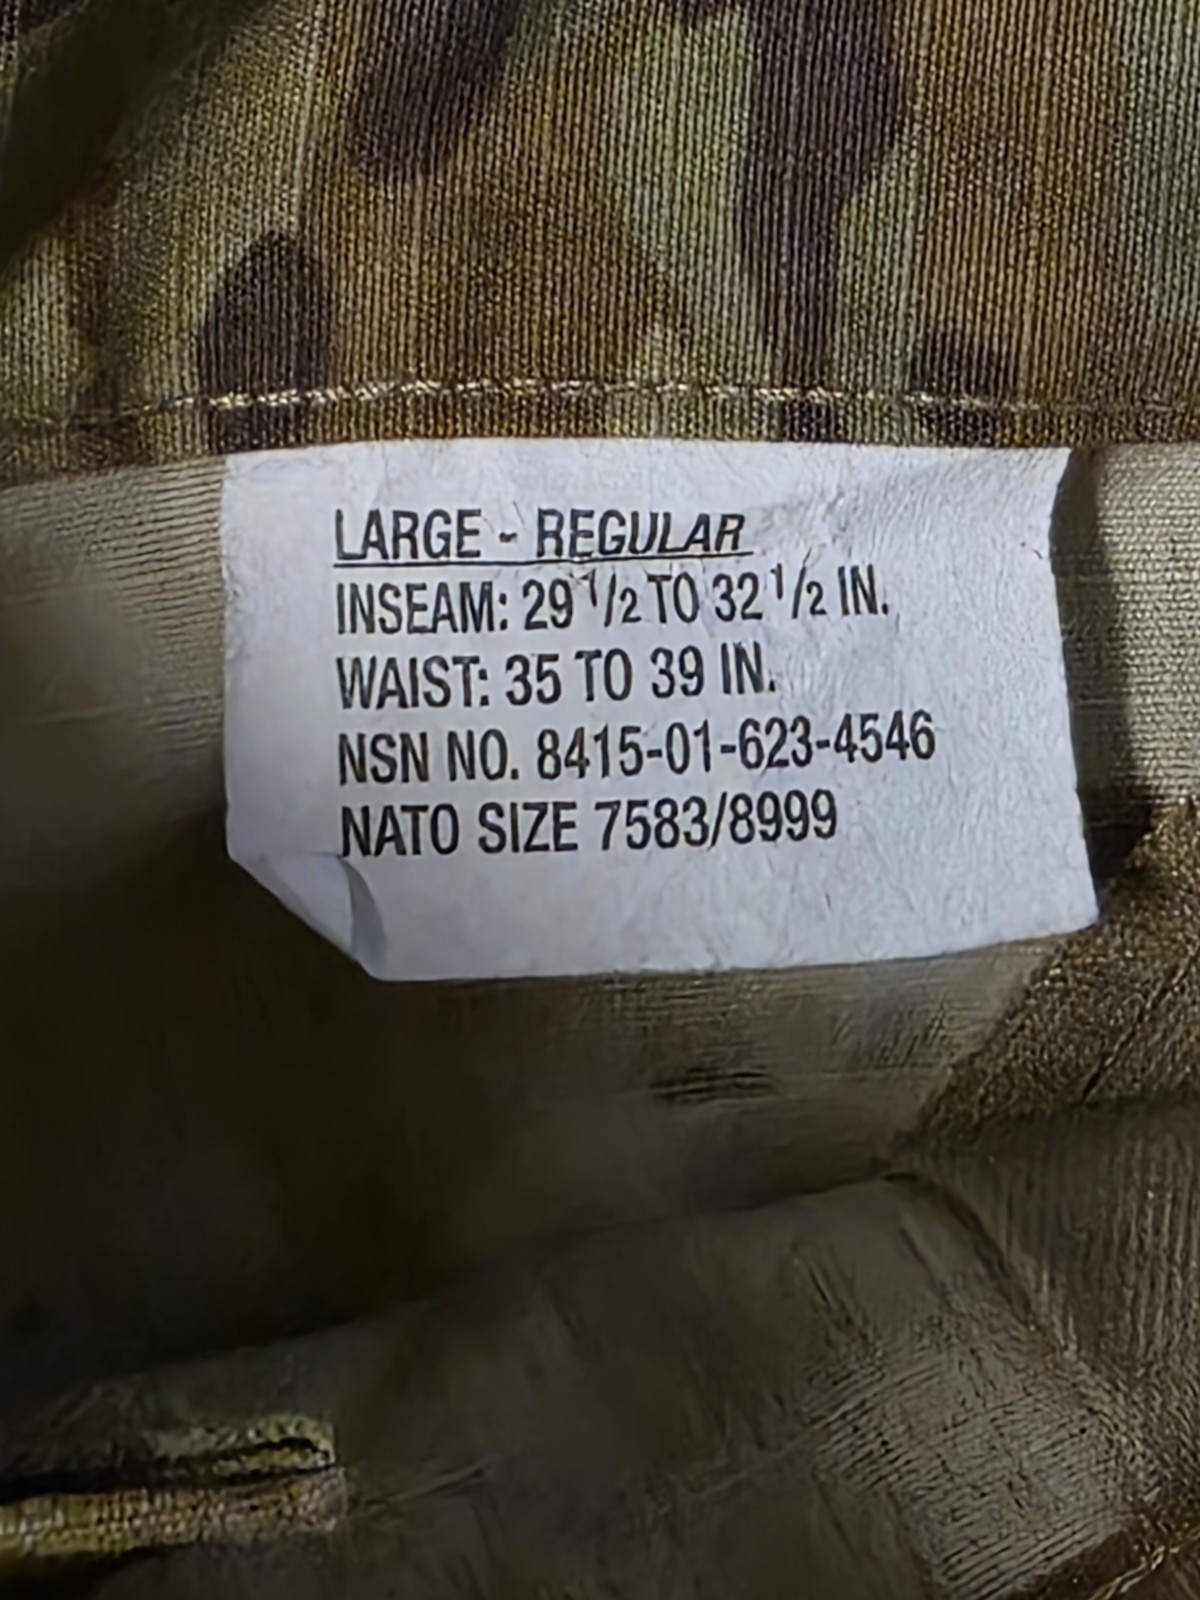 LARGE - REGULAR
INSEAM: 29 1/2 TO 32 1/2 IN.
WAIST: 35 TO 39 IN.
NSN NO. 8415-01-623-4546
NATO SIZE 7583/8999